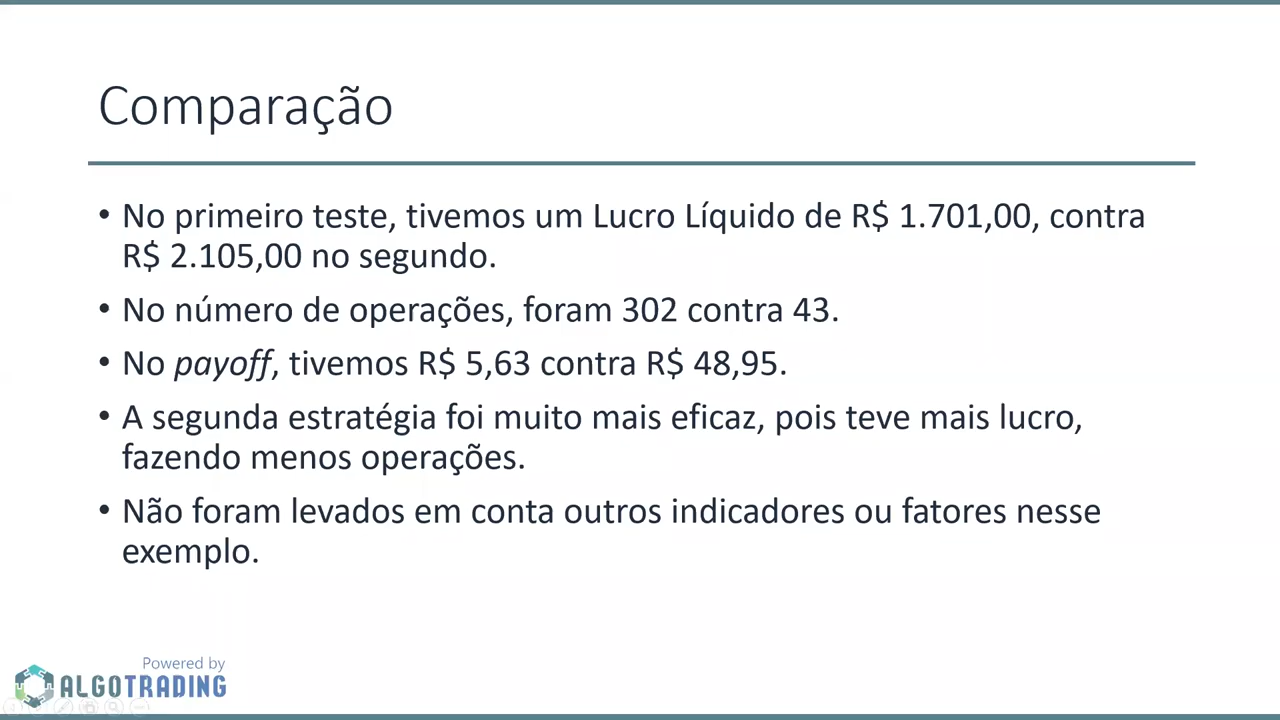 Comparação
• No primeiro teste, tivemos um Lucro Líquido de R$ 1.701,00, contra
R$ 2.105,00 no segundo.
• No número de operações, foram 302 contra 43.
• No payoff, tivemos R$ 5,63 contra R$ 48,95.
• A segunda estratégia foi muito mais eficaz, pois teve mais lucro,
fazendo menos operações.
• Não foram levados em conta outros indicadores ou fatores nesse
exemplo.
Powered by
ALGOTRADING